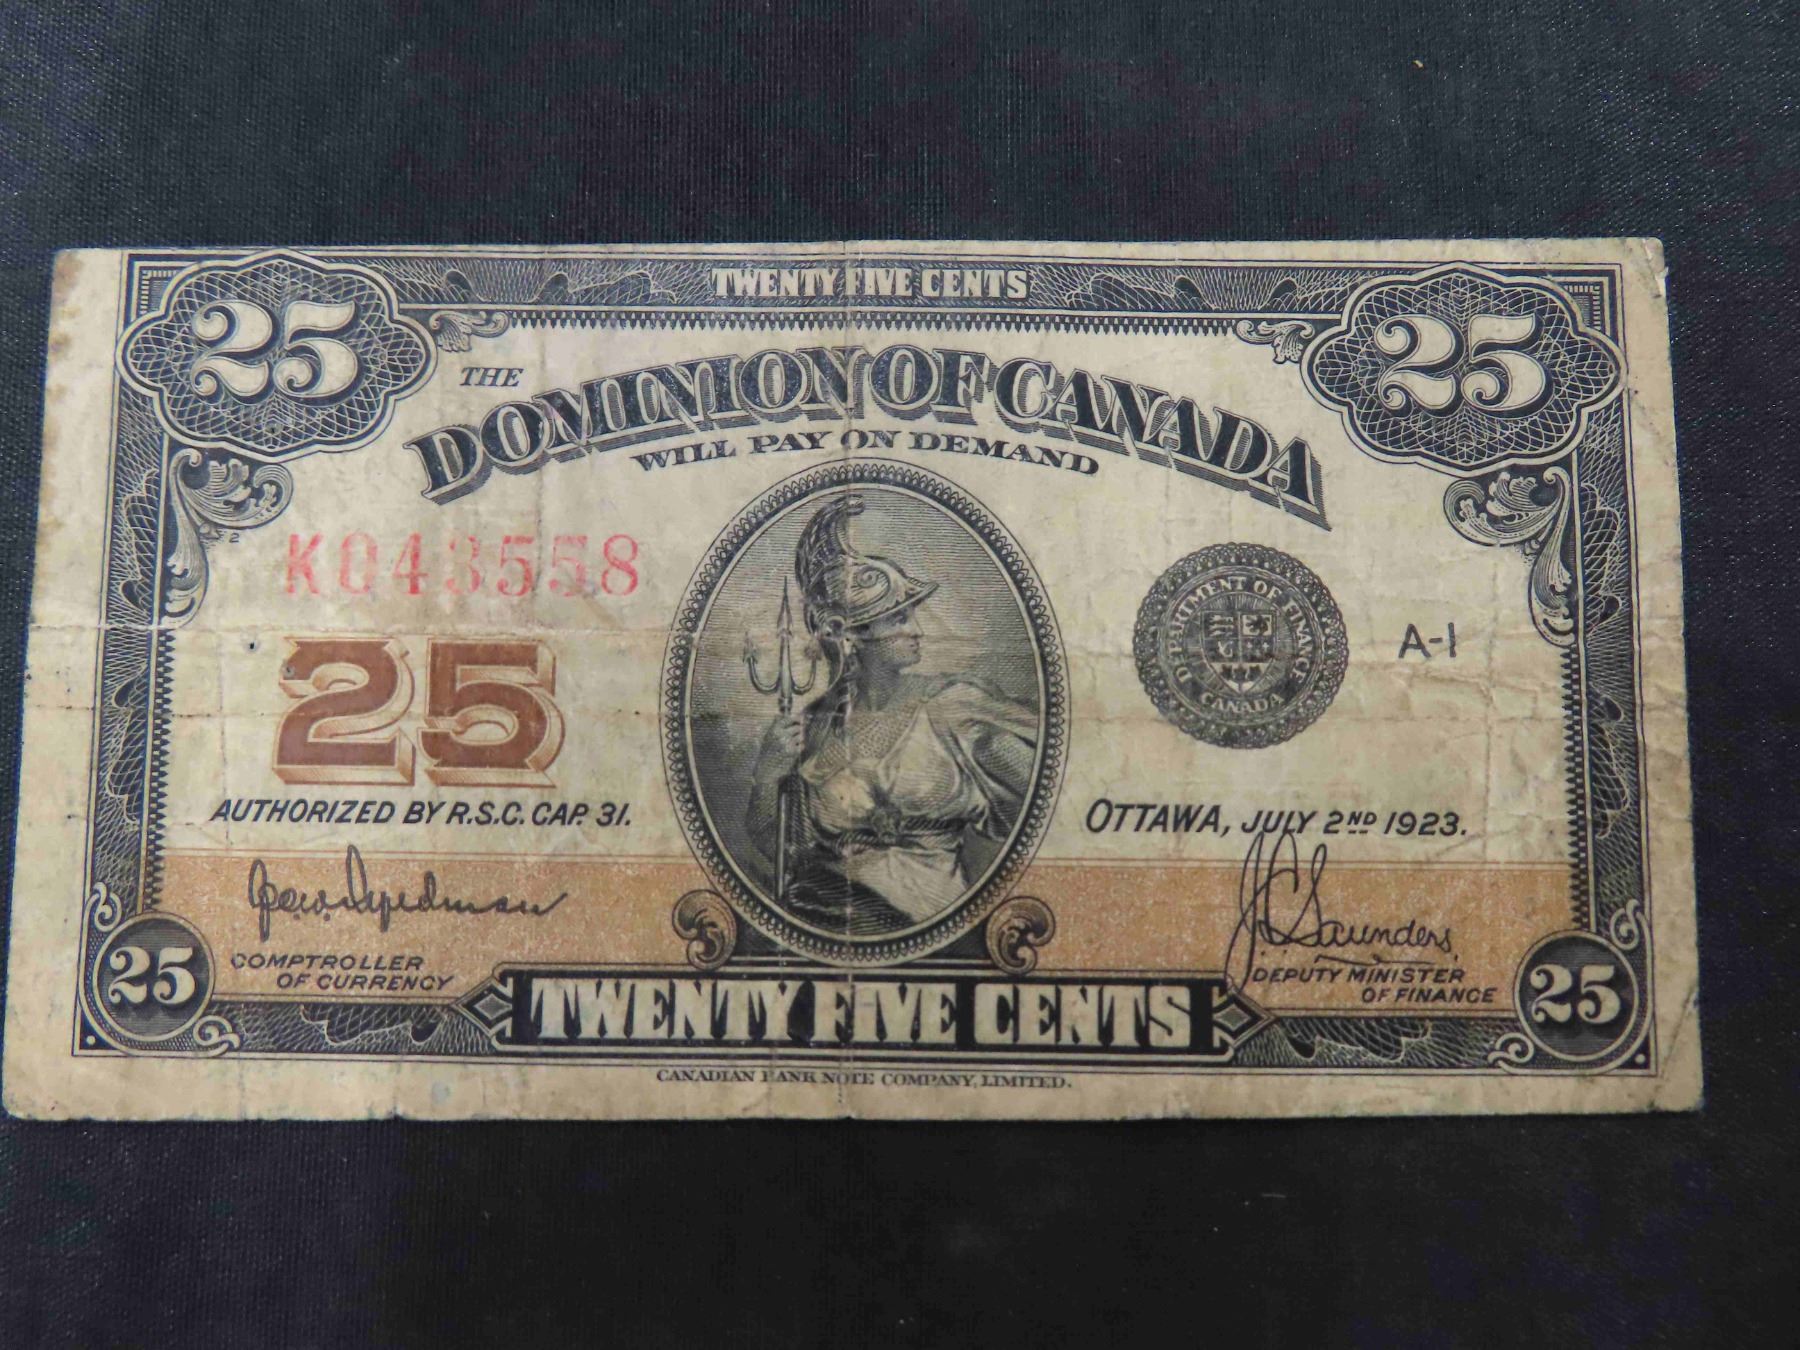 TWENTY FIVE CENTS
25
25
THE
DOMINION OF CANADA
WILL PAY ON DEMAND
K043558
25
DEPARTMENT OF FINANCE
CANADA
A-1
AUTHORIZED BY R.S.C. CAP. 31.
OTTAWA, JULY 2ND 1923.
J.C. Saunders
COMPTROLLER
OF CURRENCY
DEPUTY MINISTER
OF FINANCE
25
TWENTY FIVE CENTS
25
CANADIAN BANK NOTE COMPANY, LIMITED.